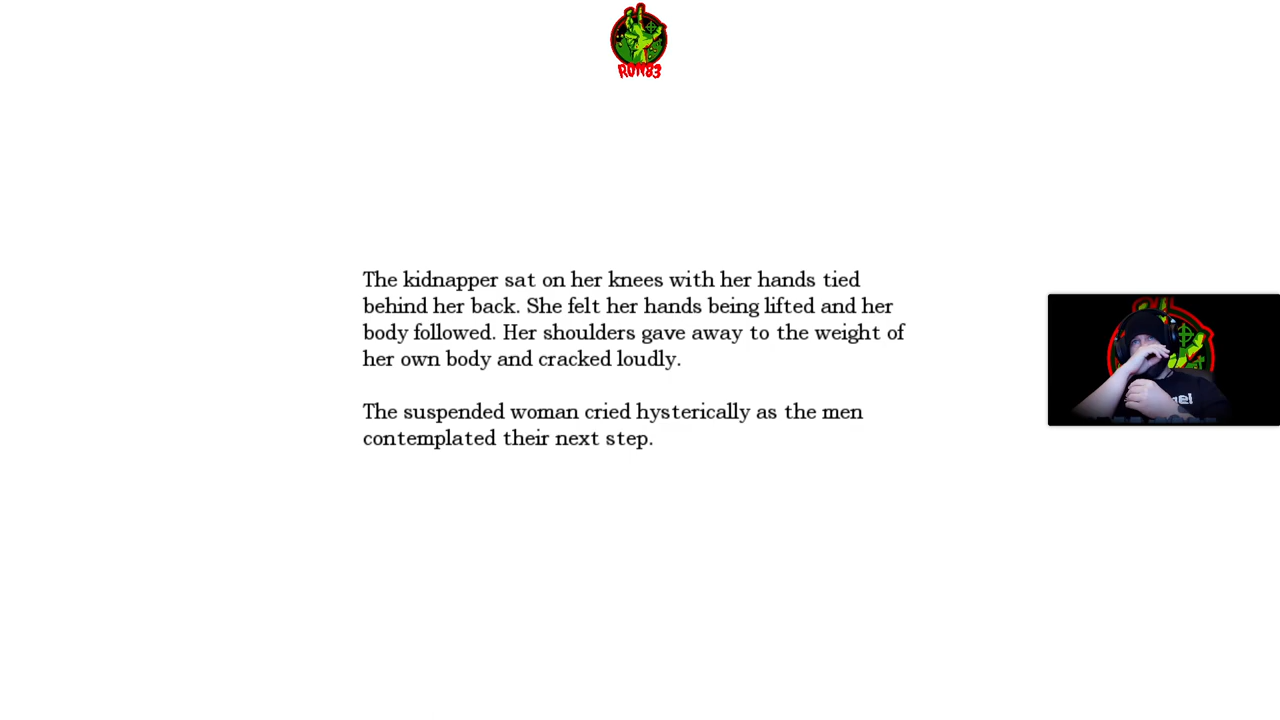 RON83
The kidnapper sat on her knees with her hands tied
behind her back. She felt her hands being lifted and her
body followed. Her shoulders gave away to the weight of
her own body and cracked loudly.
The suspended woman cried hysterically as the men
contemplated their next step.